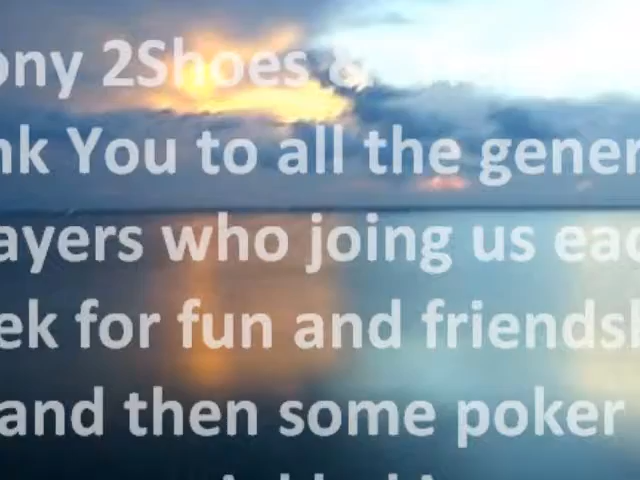 ony 2Shoes &
nk You to all the gener
ayers who joing us eac
ek for fun and friendsh
and then some poker